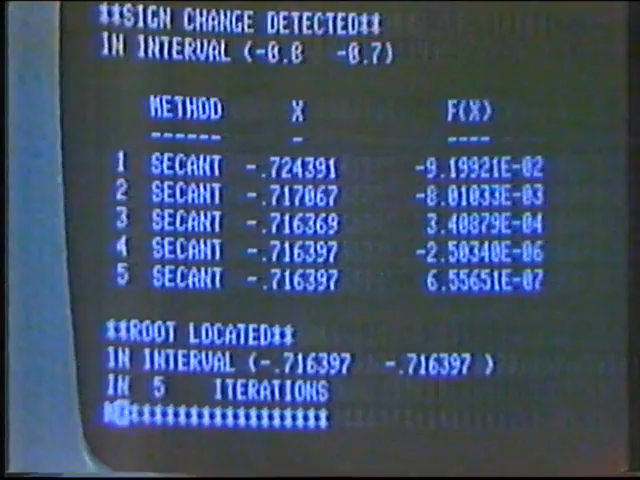 **SIGN CHANGE DETECTED**
IN INTERVAL (-0.8 -0.7)
METHOD X F(X)
------ - ----
1 SECANT -.724391 -9.19921E-02
2 SECANT -.717067 -8.01033E-03
3 SECANT -.716369 3.40879E-04
4 SECANT -.716397 -2.50340E-06
5 SECANT -.716397 6.55651E-07
**ROOT LOCATED**
IN INTERVAL (-.716397 -.716397 )
IN 5 ITERATIONS